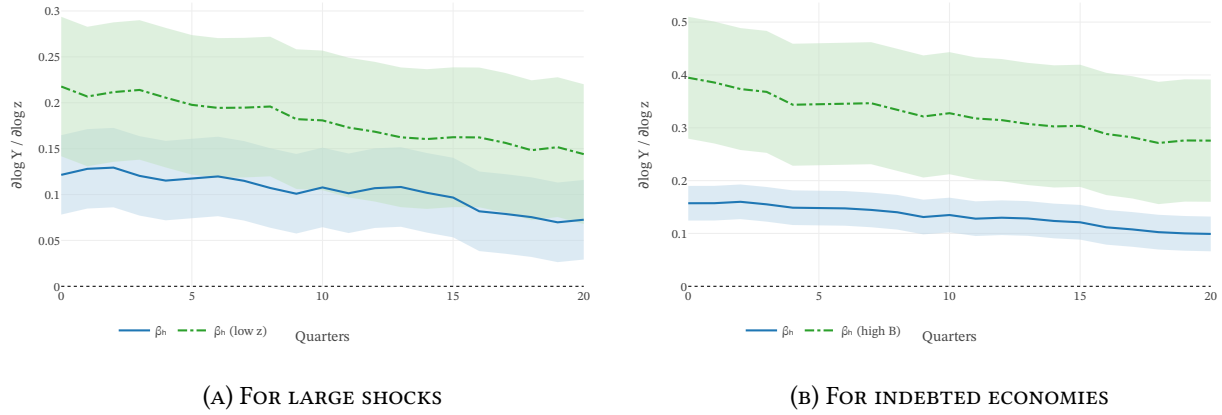 0.3
0.25
0.2
0.15
0.1
0.05
0
0 5 10 15 20
∂log Y / ∂log z
Quarters
βₕ βₕ (low z)
(A) For large shocks
0.5
0.4
0.3
0.2
0.1
0
0 5 10 15 20
∂log Y / ∂log z
Quarters
βₕ βₕ (high B)
(B) For indebted economies